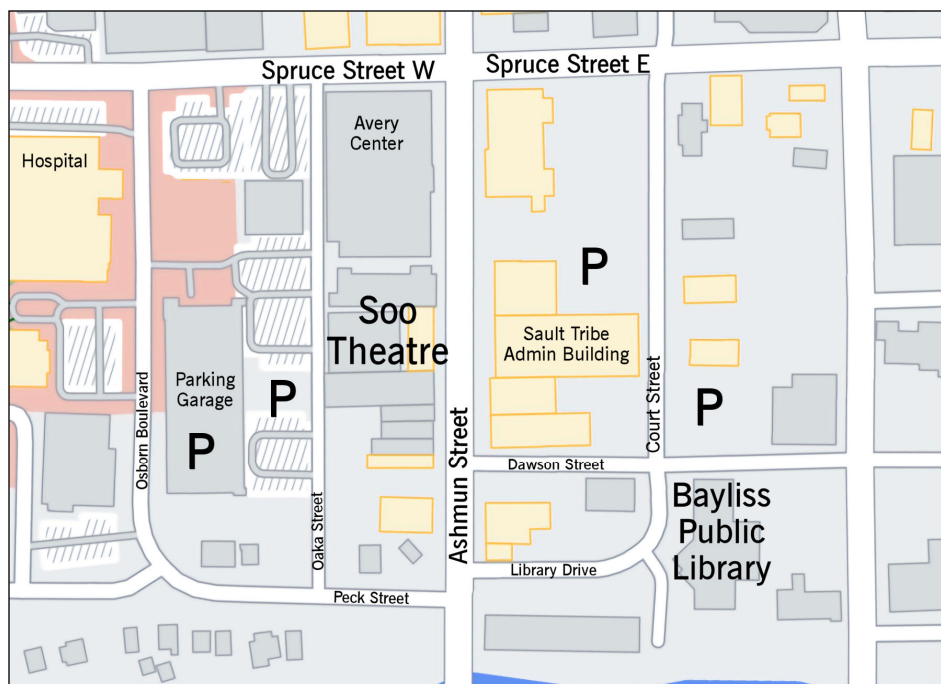 Spruce Street W
Spruce Street E
Avery
Center
Hospital
P
Soo
Theatre
Sault Tribe
Admin Building
Parking
Garage
P
P
P
Osborn Boulevard
Oaka Street
Ashmun Street
Court Street
Dawson Street
Bayliss
Public
Library
Library Drive
Peck Street